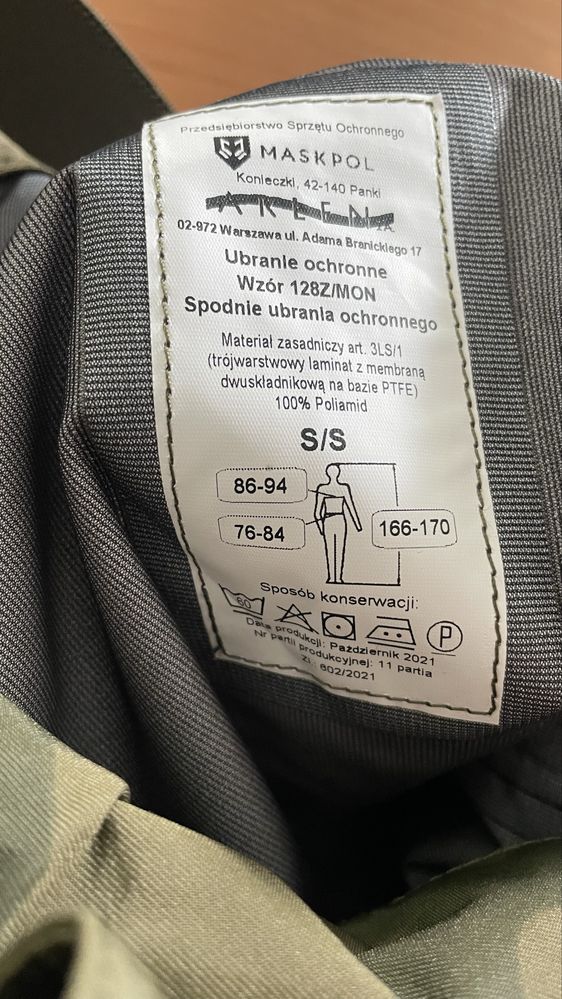 Przedsiębiorstwo Sprzętu Ochronnego
MASKPOL
Konieczki, 42-140 Panki
ARLEN S.A.
02-972 Warszawa ul. Adama Branickiego 17
Ubranie ochronne
Wzór 128Z/MON
Spodnie ubrania ochronnego
Materiał zasadniczy art. 3LS/1
(trójwarstwowy laminat z membraną
dwuskładnikową na bazie PTFE)
100% Poliamid
S/S
86-94
76-84
166-170
Sposób konserwacji:
60
P
Data produkcji: Październik 2021
Nr partii produkcyjnej: 11 partia
Zl.: 602/2021